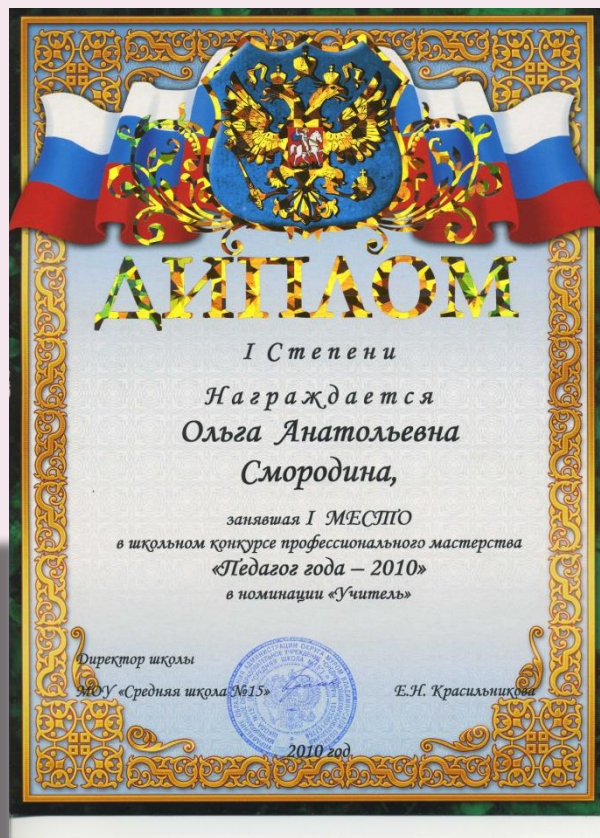 ДИПЛОМ
I Степени
Награждается
Ольга Анатольевна
Смородина,
занявшая I МЕСТО
в школьном конкурсе профессионального мастерства
«Педагог года – 2010»
в номинации «Учитель»
Директор школы
МОУ «Средняя школа №15»
Е.Н. Красильникова
2010 год